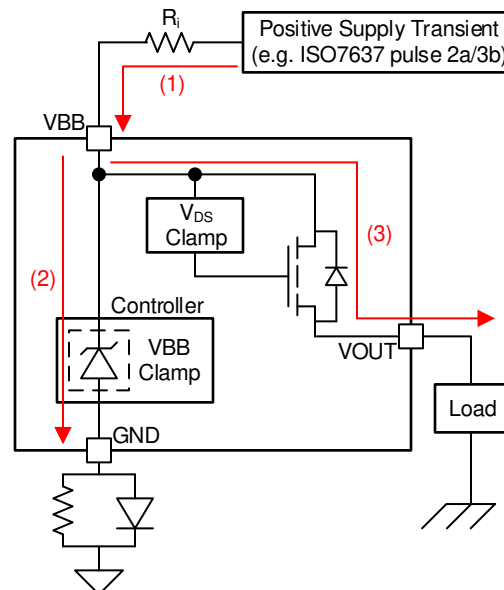 R_i
Positive Supply Transient
(e.g. ISO7637 pulse 2a/3b)
(1)
VBB
V_DS
Clamp
(3)
(2)
Controller
VBB
Clamp
VOUT
GND
Load